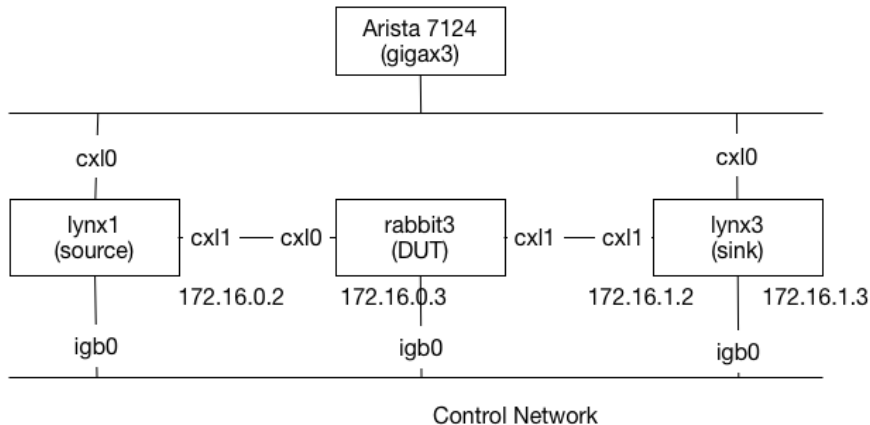 Arista 7124
(gigax3)
cxl0
cxl0
lynx1
(source)
cxl1
cxl0
rabbit3
(DUT)
cxl1
cxl1
lynx3
(sink)
172.16.0.2
172.16.0.3
172.16.1.2
172.16.1.3
igb0
igb0
igb0
Control Network